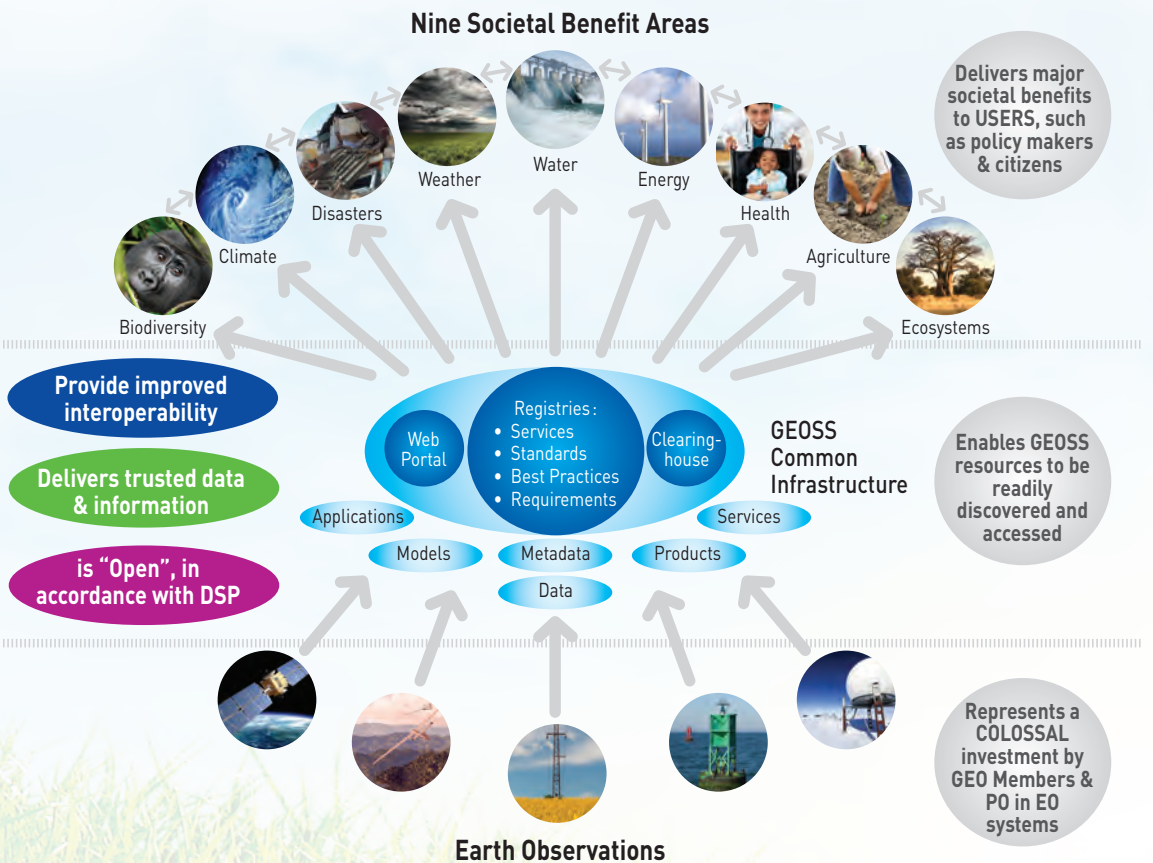 Nine Societal Benefit Areas
Delivers major
societal benefits
to USERS, such
as policy makers
& citizens
Water
Weather
Energy
Disasters
Health
Climate
Agriculture
Biodiversity
Ecosystems
Provide improved
interoperability
Delivers trusted data
& information
is “Open”, in
accordance with DSP
Web
Portal
Registries:
• Services
• Standards
• Best Practices
• Requirements
Clearing-
house
GEOSS
Common
Infrastructure
Applications
Services
Models
Metadata
Products
Data
Enables GEOSS
resources to be
readily
discovered and
accessed
Represents a
COLOSSAL
investment by
GEO Members &
PO in EO
systems
Earth Observations